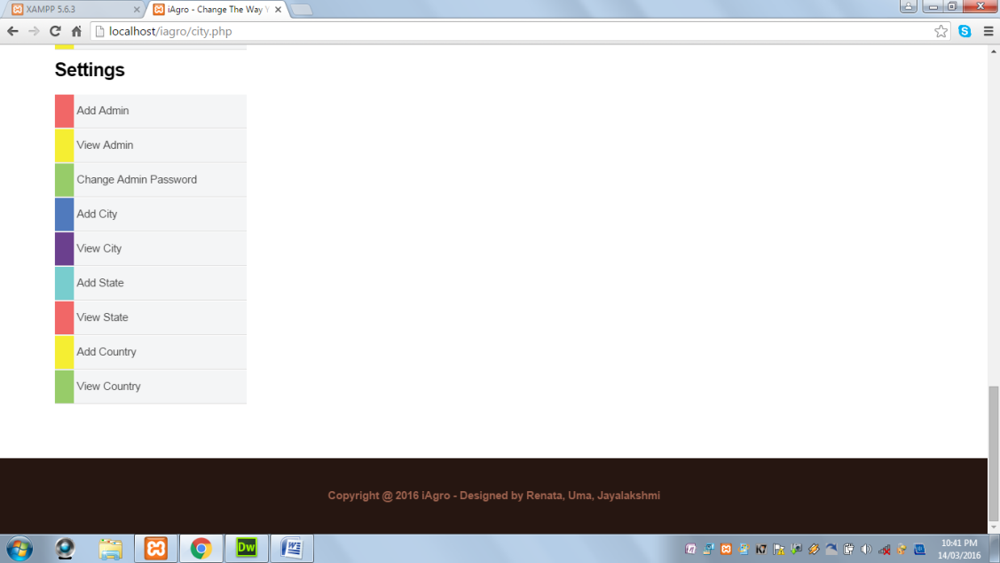 XAMPP 5.6.3
iAgro - Change The Way Y
localhost/iagro/city.php
Settings
Add Admin
View Admin
Change Admin Password
Add City
View City
Add State
View State
Add Country
View Country
Copyright @ 2016 iAgro - Designed by Renata, Uma, Jayalakshmi
Dw
10:41 PM
14/03/2016